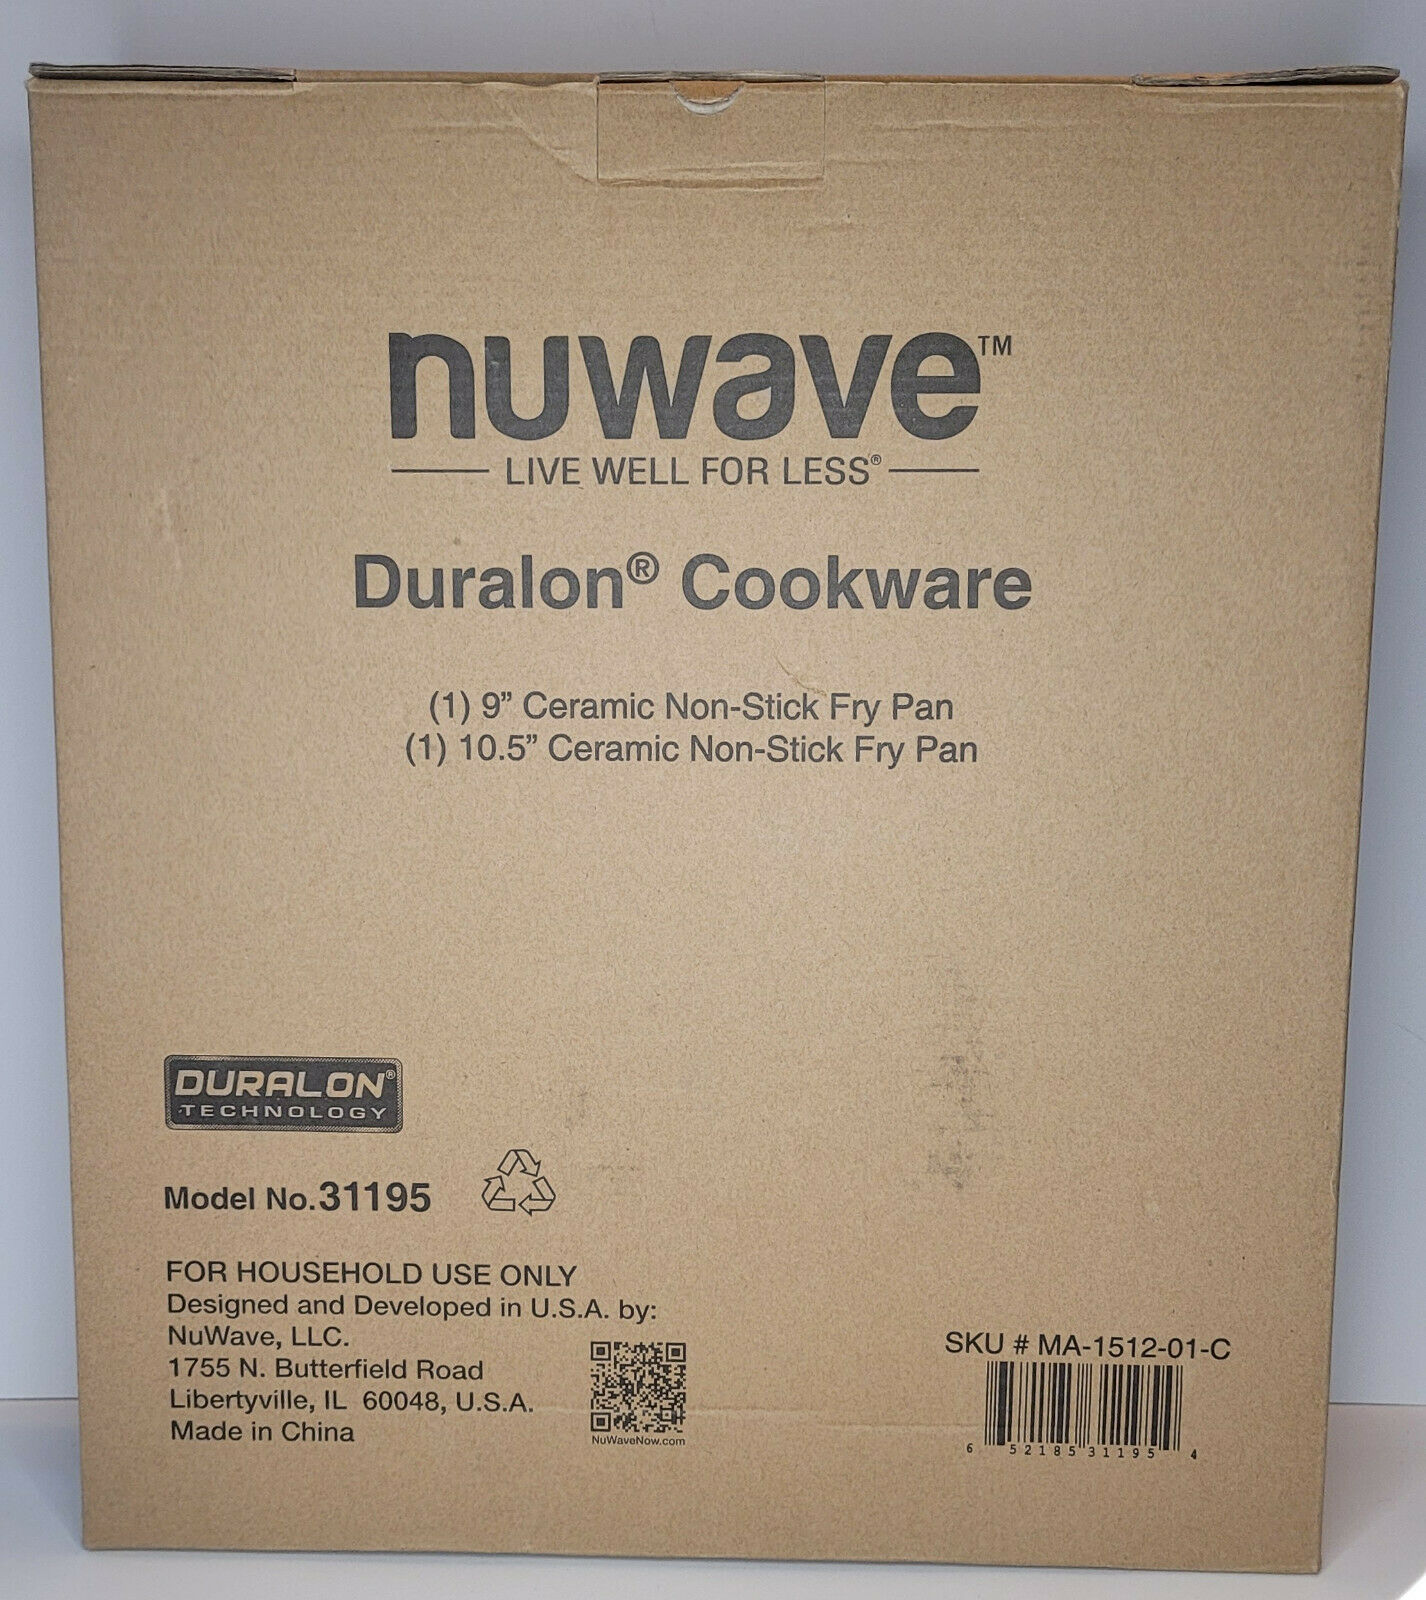 nuwave™
LIVE WELL FOR LESS®
Duralon® Cookware
(1) 9” Ceramic Non-Stick Fry Pan
(1) 10.5” Ceramic Non-Stick Fry Pan
DURALON®
TECHNOLOGY
Model No.31195
FOR HOUSEHOLD USE ONLY
Designed and Developed in U.S.A. by:
NuWave, LLC.
1755 N. Butterfield Road
Libertyville, IL 60048, U.S.A.
Made in China
NuWaveNow.com
SKU # MA-1512-01-C
6 52185 31195 4